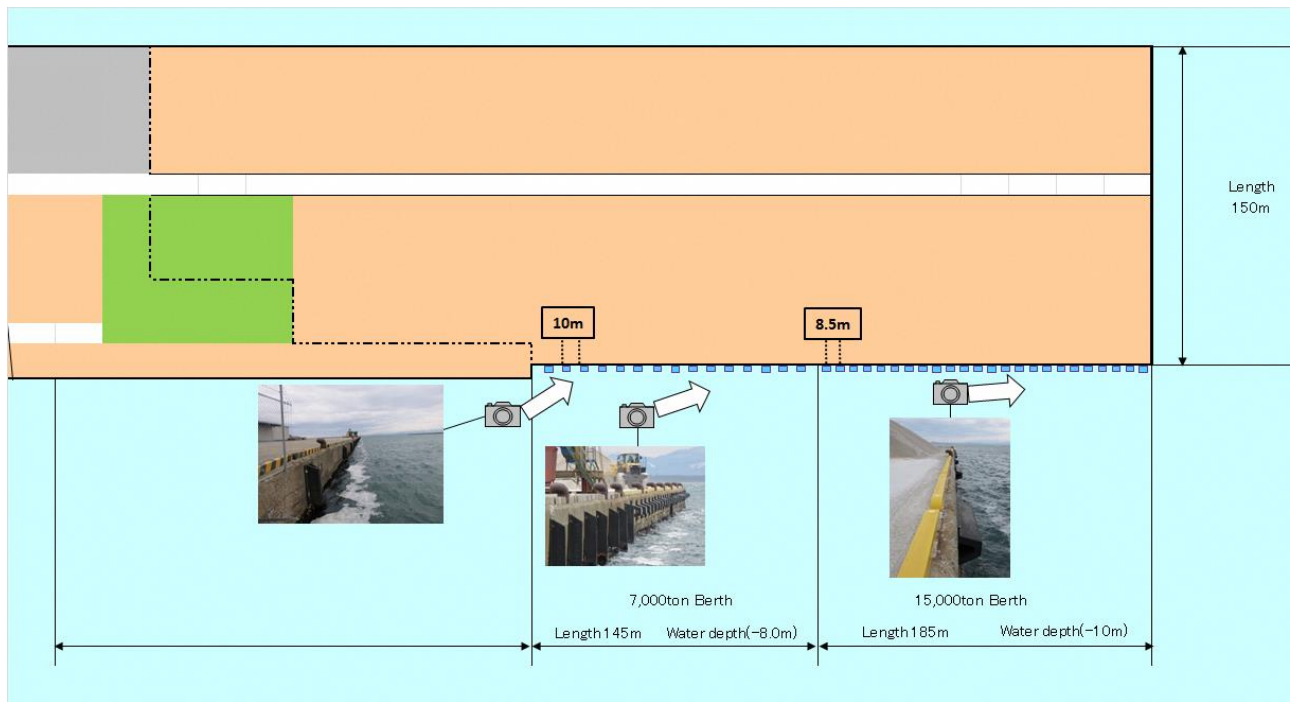 Length
150m
10m
8.5m
7,000ton Berth
15,000ton Berth
Length145m
Water depth(-8.0m)
Length185m
Water depth(-10m)